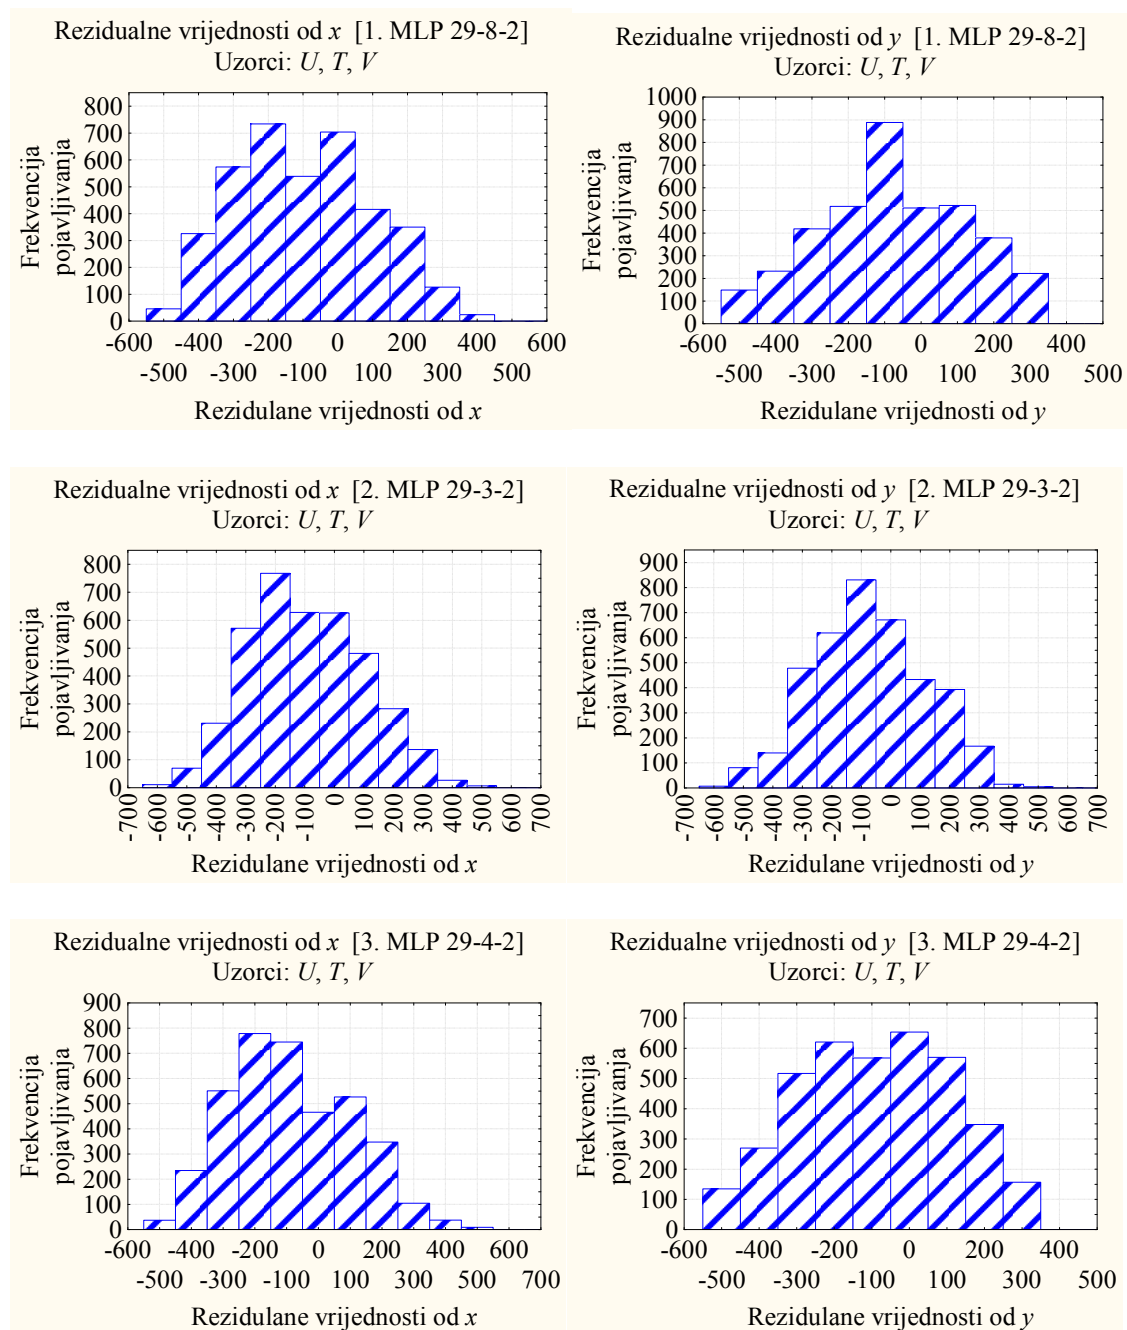 Rezidualne vrijednosti od x [1. MLP 29-8-2]
Uzorci: U, T, V
Frekvencija
pojavljivanja
800
700
600
500
400
300
200
100
0
-600 -400 -200 0 200 400 600
-500 -300 -100 100 300 500
Rezidulane vrijednosti od x
Rezidualne vrijednosti od y [1. MLP 29-8-2]
Uzorci: U, T, V
Frekvencija
pojavljivanja
1000
900
800
700
600
500
400
300
200
100
0
-600 -400 -200 0 200 400
-500 -300 -100 100 300 500
Rezidulane vrijednosti od y
Rezidualne vrijednosti od x [2. MLP 29-3-2]
Uzorci: U, T, V
Frekvencija
pojavljivanja
800
700
600
500
400
300
200
100
0
-700 -600 -500 -400 -300 -200 -100 0 100 200 300 400 500 600 700
Rezidulane vrijednosti od x
Rezidualne vrijednosti od y [2. MLP 29-3-2]
Uzorci: U, T, V
Frekvencija
pojavljivanja
900
800
700
600
500
400
300
200
100
0
-700 -600 -500 -400 -300 -200 -100 0 100 200 300 400 500 600 700
Rezidulane vrijednosti od y
Rezidualne vrijednosti od x [3. MLP 29-4-2]
Uzorci: U, T, V
Frekvencija
pojavljivanja
900
800
700
600
500
400
300
200
100
0
-600 -400 -200 0 200 400 600
-500 -300 -100 100 300 500 700
Rezidulane vrijednosti od x
Rezidualne vrijednosti od y [3. MLP 29-4-2]
Uzorci: U, T, V
Frekvencija
pojavljivanja
700
600
500
400
300
200
100
0
-600 -400 -200 0 200 400
-500 -300 -100 100 300 500
Rezidulane vrijednosti od y